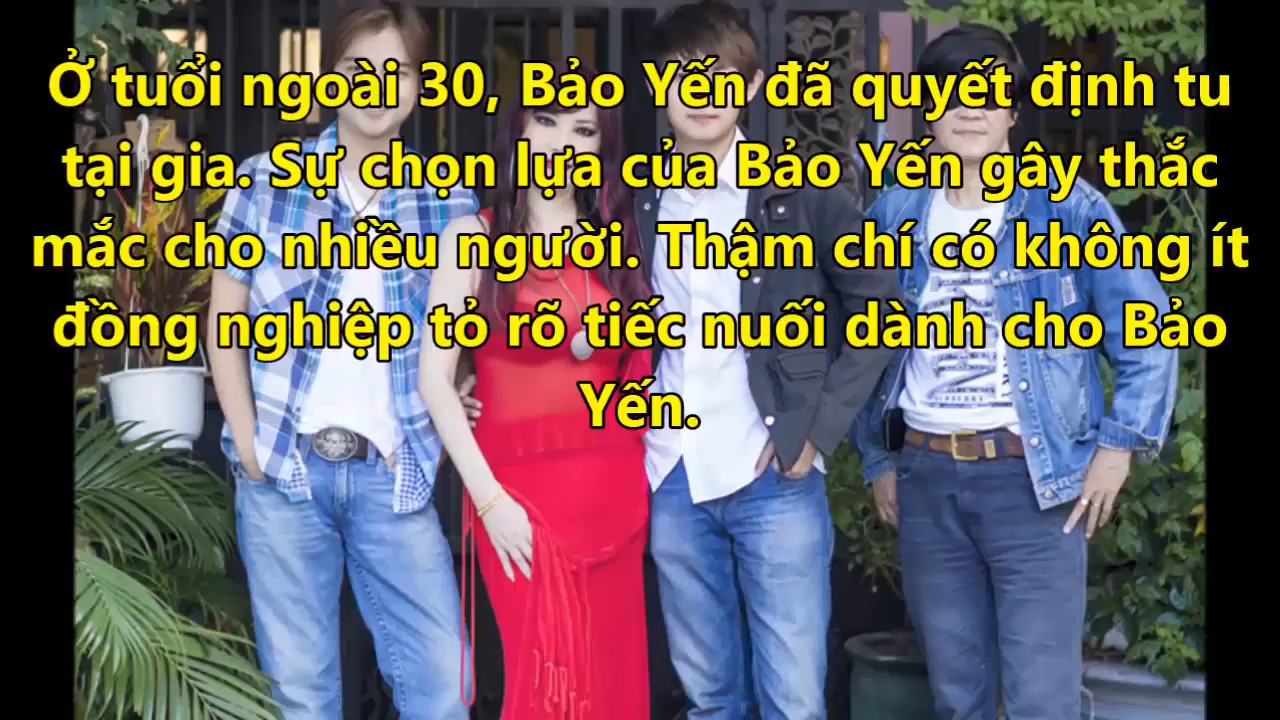 Ở tuổi ngoài 30, Bảo Yến đã quyết định tu
tại gia. Sự chọn lựa của Bảo Yến gây thắc
mắc cho nhiều người. Thậm chí có không ít
đồng nghiệp tỏ rõ tiếc nuối dành cho Bảo
Yến.